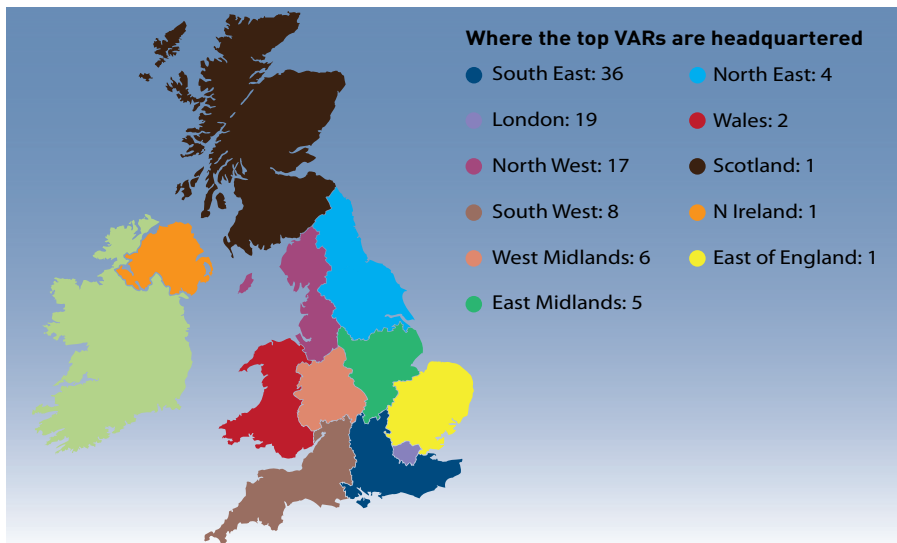 Where the top VARs are headquartered
South East: 36
London: 19
North West: 17
South West: 8
West Midlands: 6
East Midlands: 5
North East: 4
Wales: 2
Scotland: 1
N Ireland: 1
East of England: 1